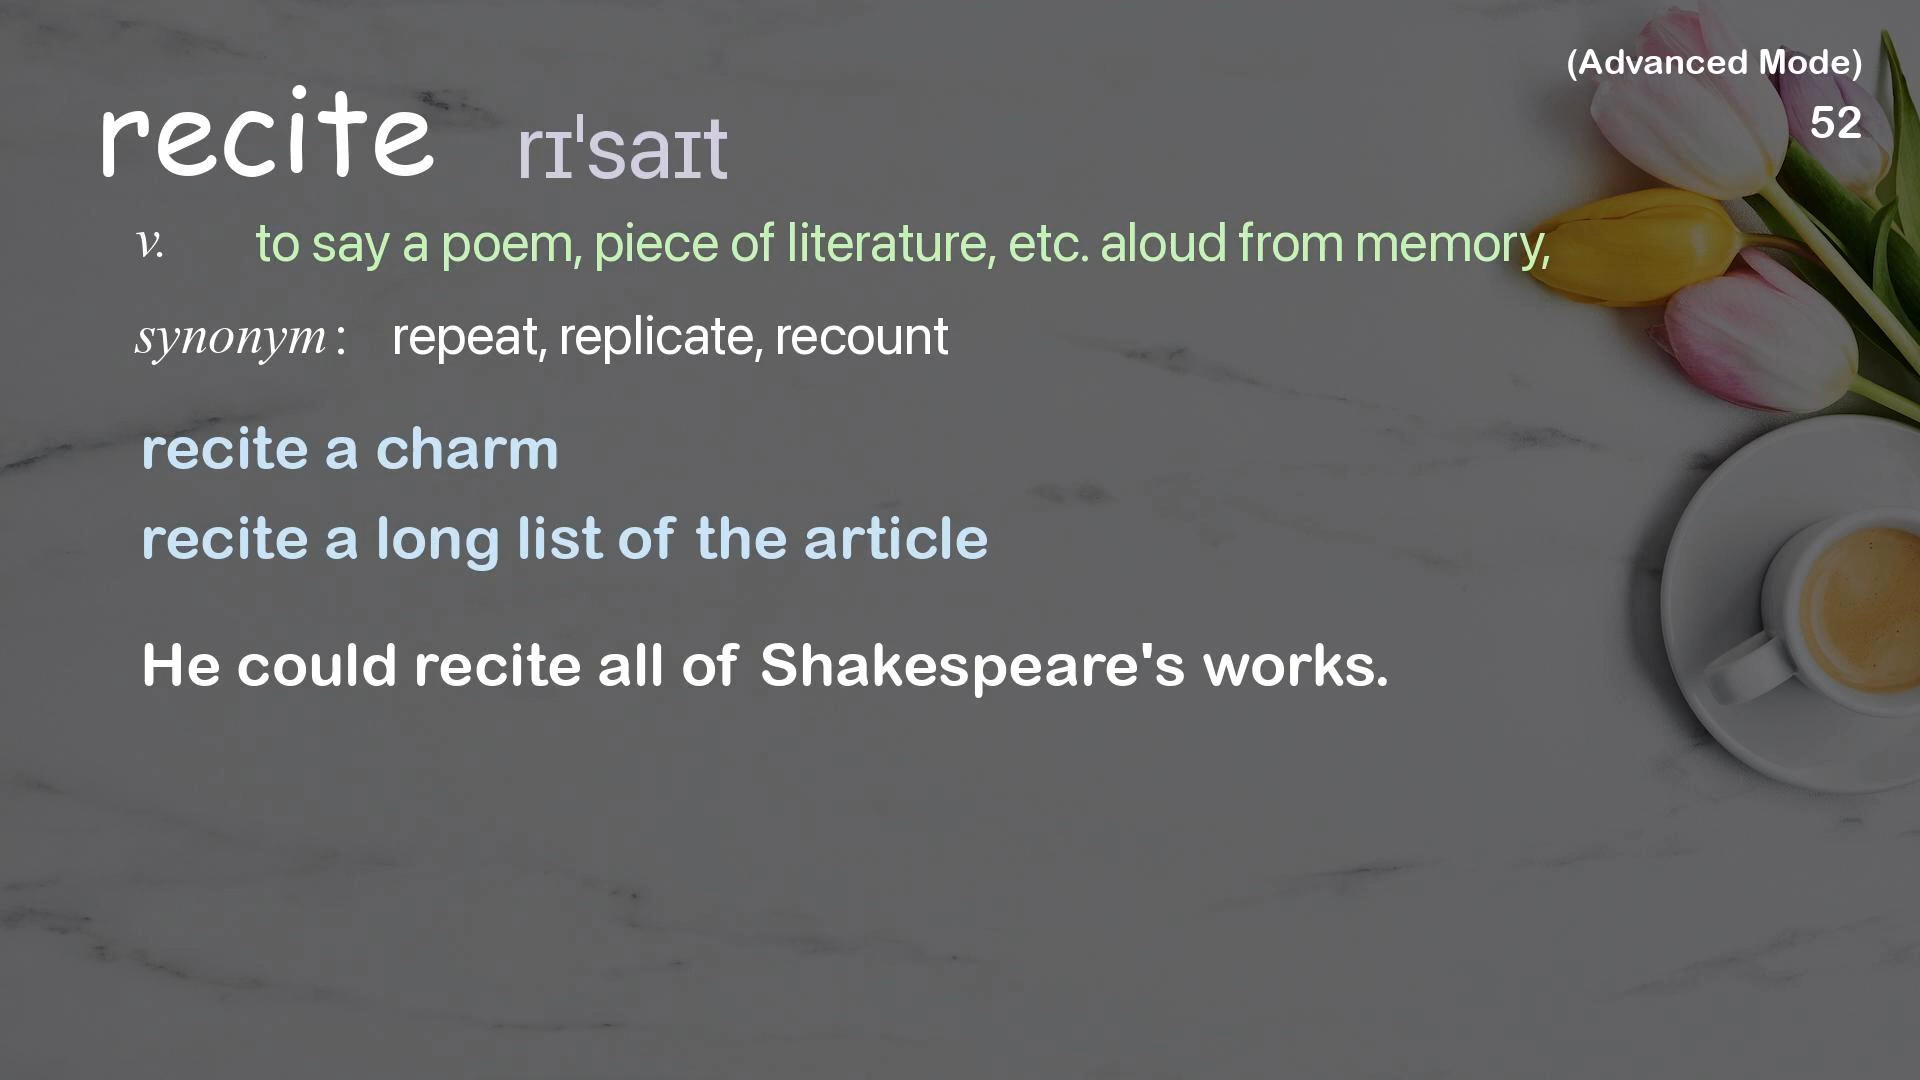 (Advanced Mode)
52
recite rɪˈsaɪt
v. to say a poem, piece of literature, etc. aloud from memory,
synonym : repeat, replicate, recount
recite a charm
recite a long list of the article
He could recite all of Shakespeare's works.